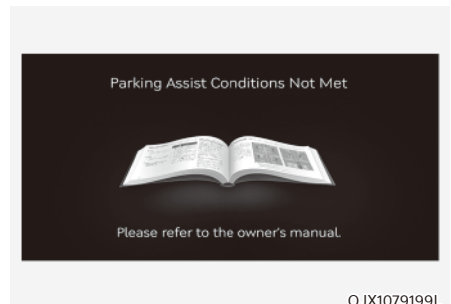 Parking Assist Conditions Not Met
Please refer to the owner's manual.
OJX1079199L